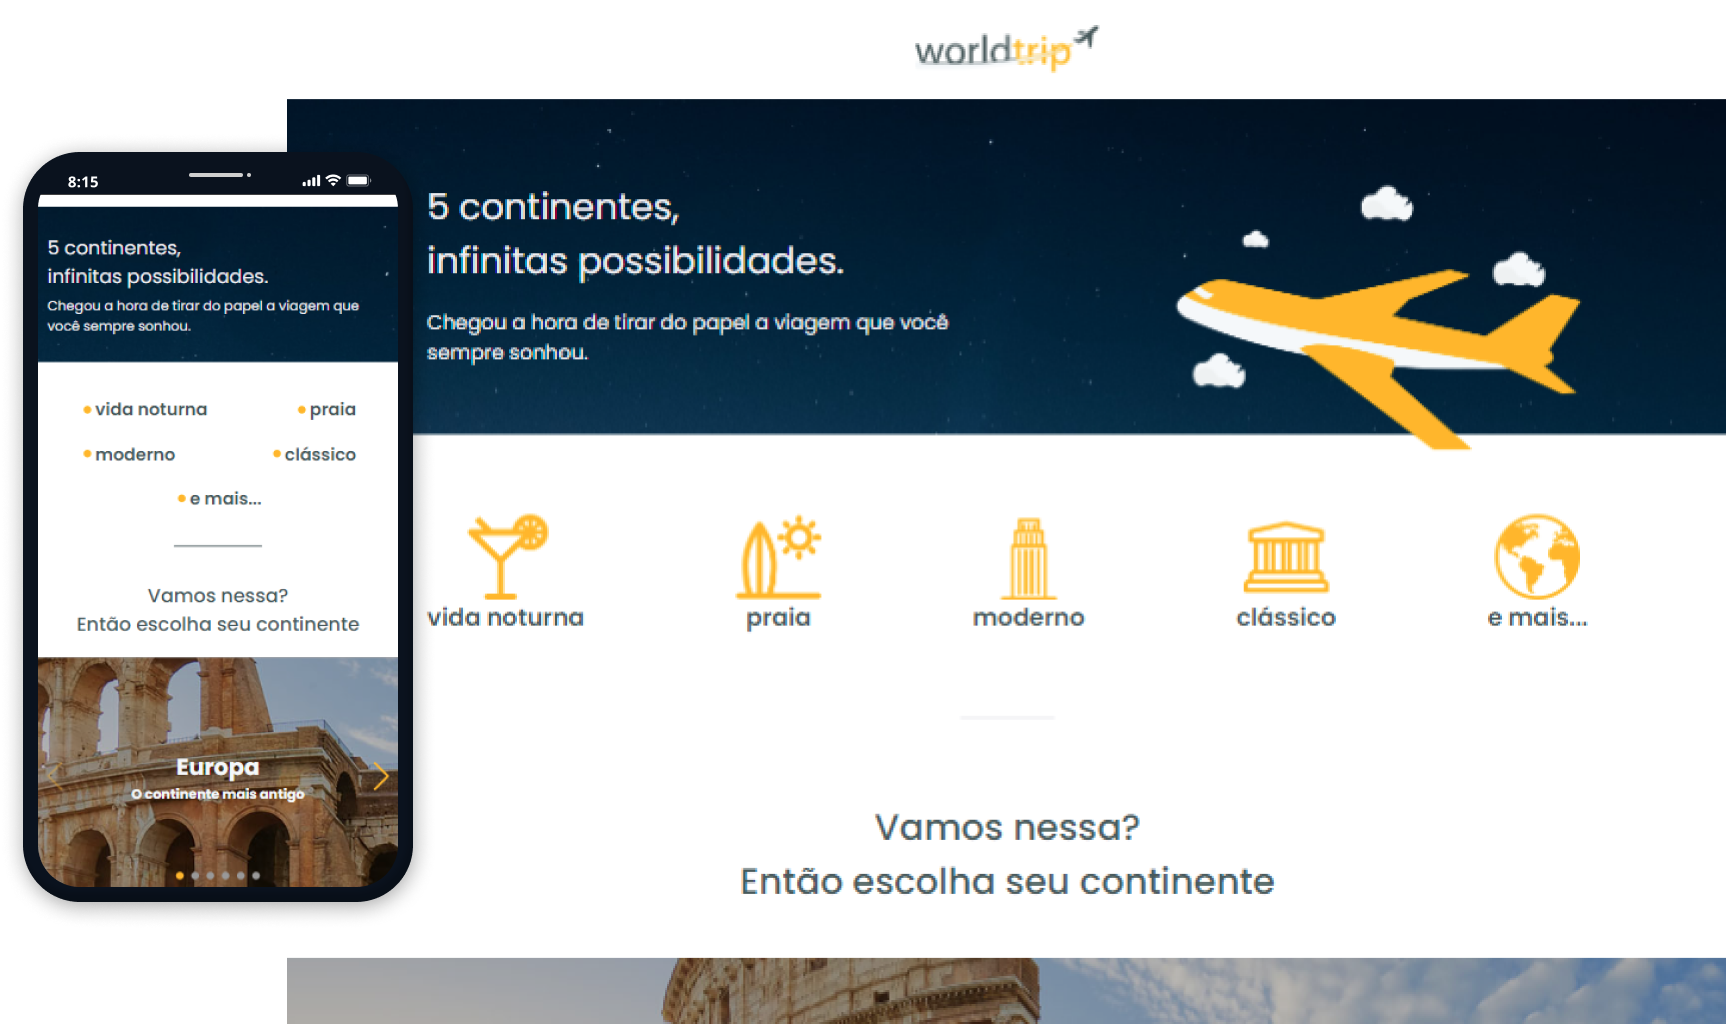 worldtrip
5 continentes,
infinitas possibilidades.
Chegou a hora de tirar do papel a viagem que você
sempre sonhou.
vida noturna
praia
moderno
clássico
e mais...
Vamos nessa?
Então escolha seu continente
8:15
5 continentes,
infinitas possibilidades.
Chegou a hora de tirar do papel a viagem que
você sempre sonhou.
vida noturna
praia
moderno
clássico
e mais...
Vamos nessa?
Então escolha seu continente
Europa
O continente mais antigo